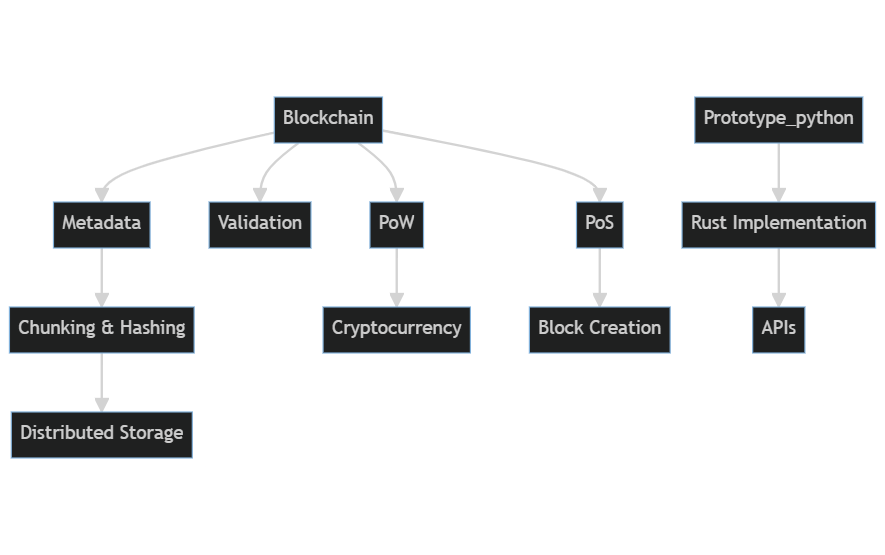 Blockchain
Prototype_python
Metadata
Validation
PoW
PoS
Rust Implementation
Chunking & Hashing
Cryptocurrency
Block Creation
APIs
Distributed Storage